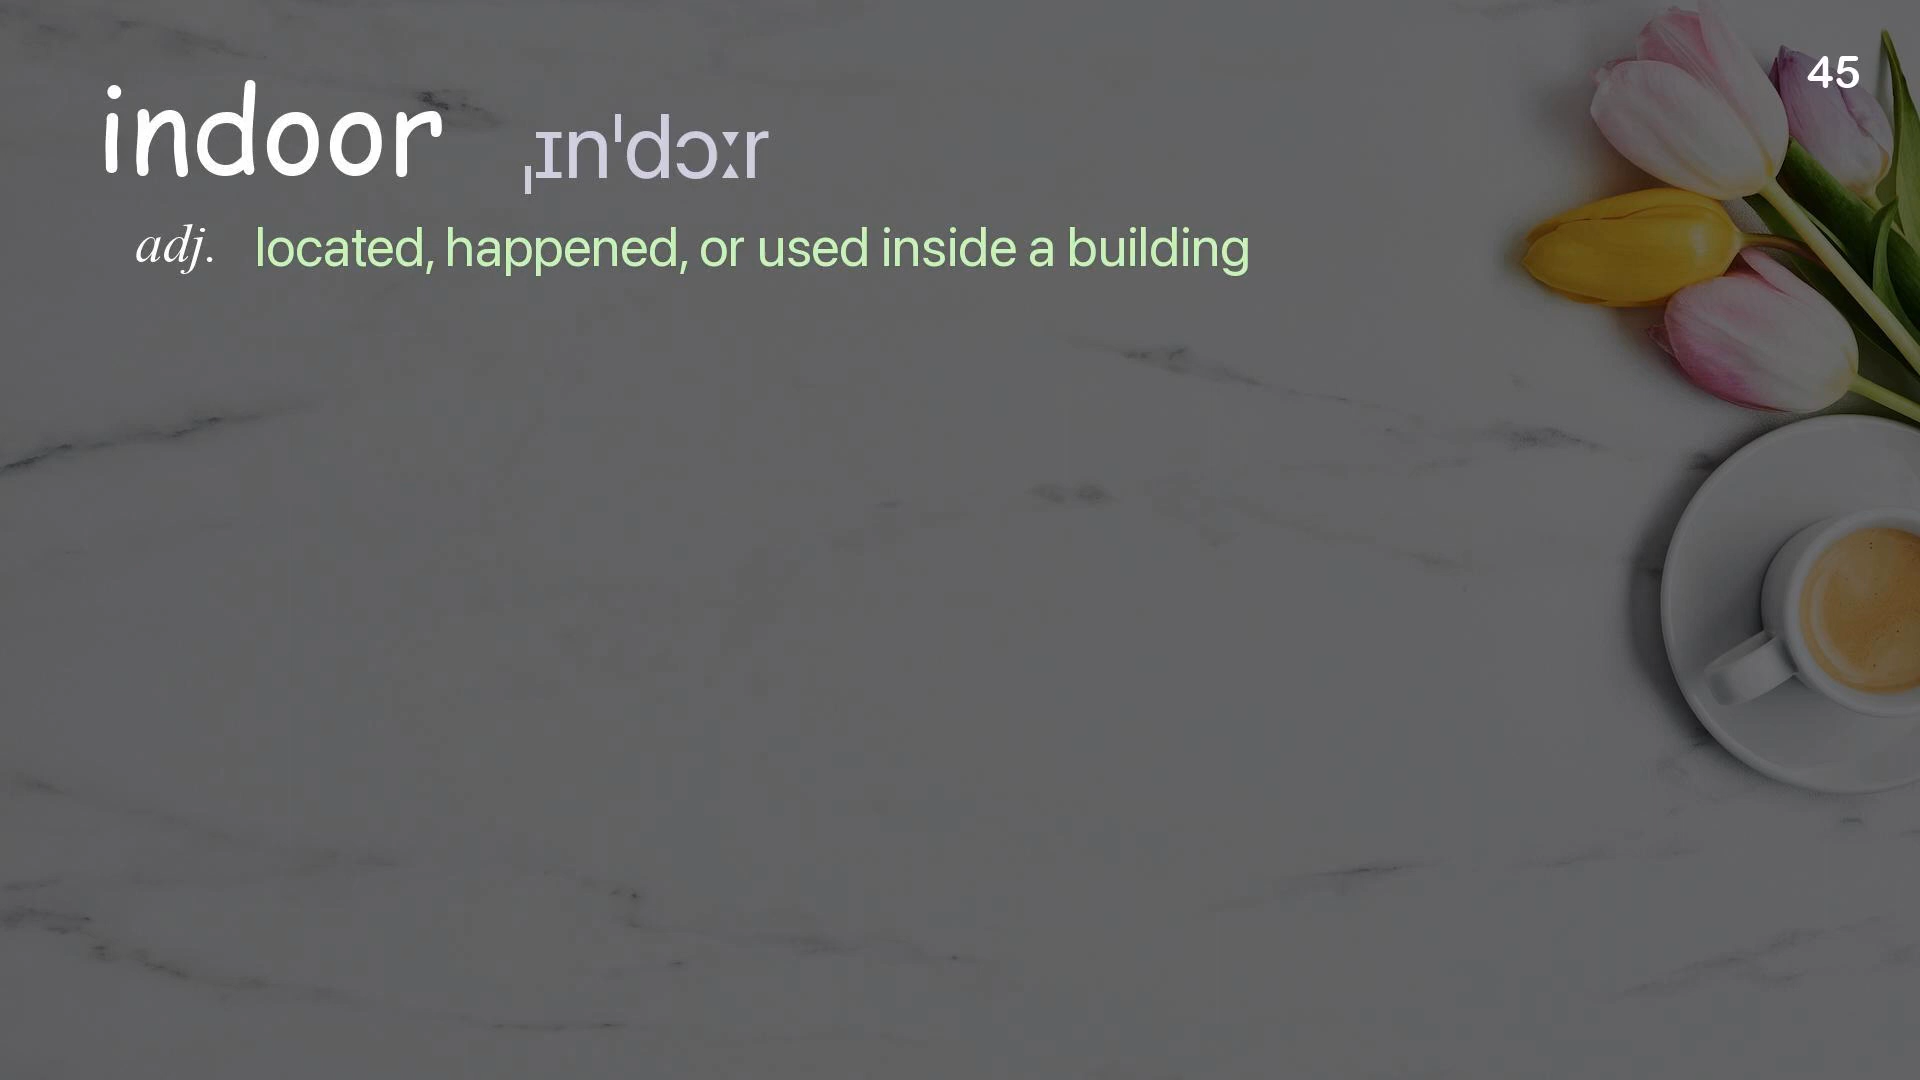 45
indoor ˌɪnˈdɔːr
adj. located, happened, or used inside a building